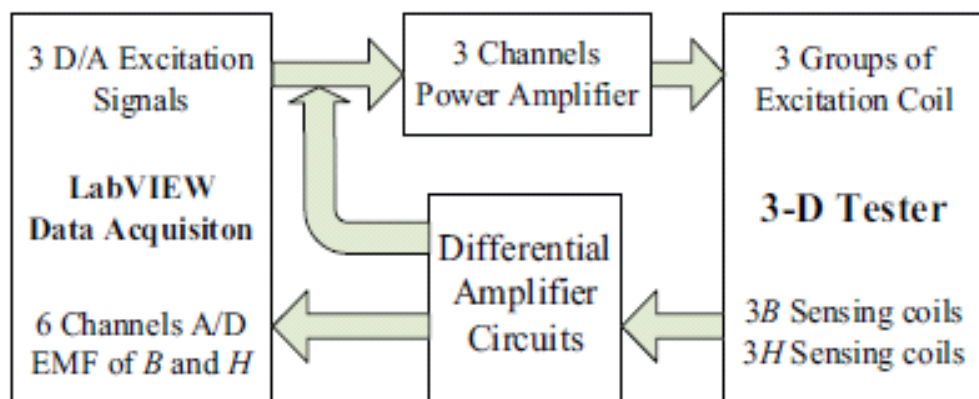 3 D/A Excitation
Signals
LabVIEW
Data Acquisiton
6 Channels A/D
EMF of B and H
3 Channels
Power Amplifier
Differential
Amplifier
Circuits
3 Groups of
Excitation Coil
3-D Tester
3B Sensing coils
3H Sensing coils